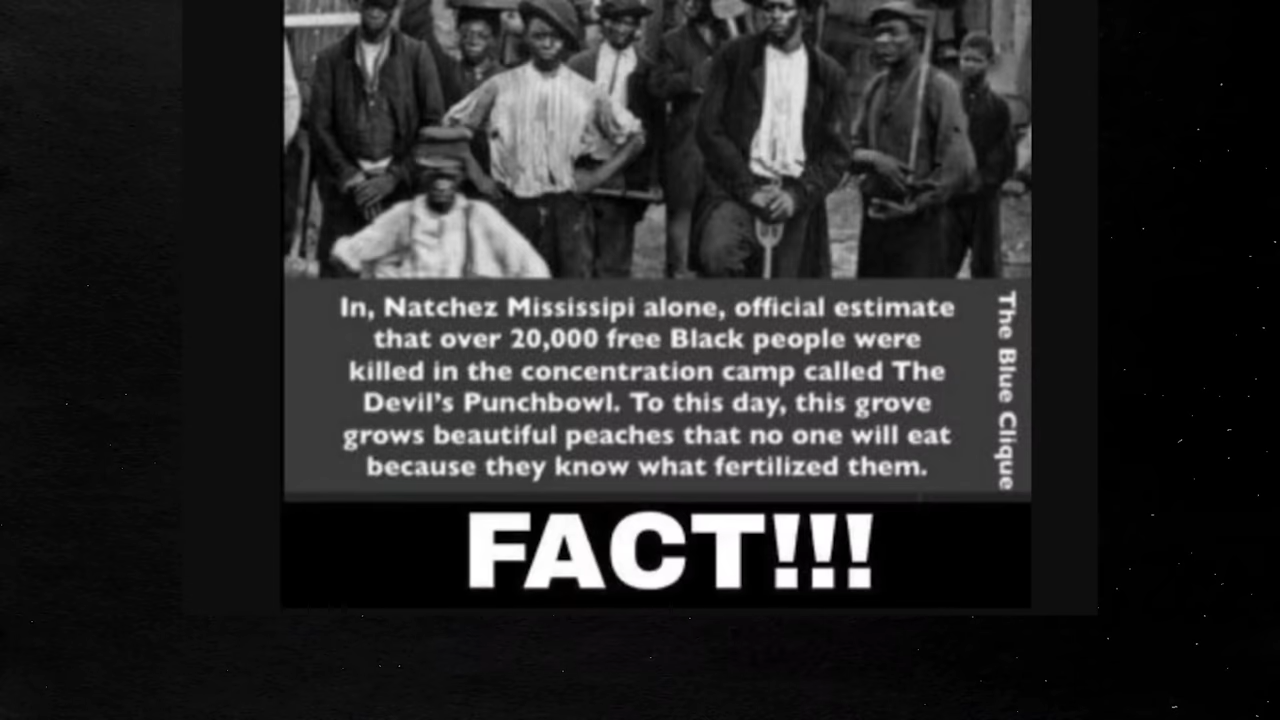 In, Natchez Mississipi alone, official estimate
that over 20,000 free Black people were
killed in the concentration camp called The
Devil's Punchbowl. To this day, this grove
grows beautiful peaches that no one will eat
because they know what fertilized them.
The Blue Clique
FACT!!!